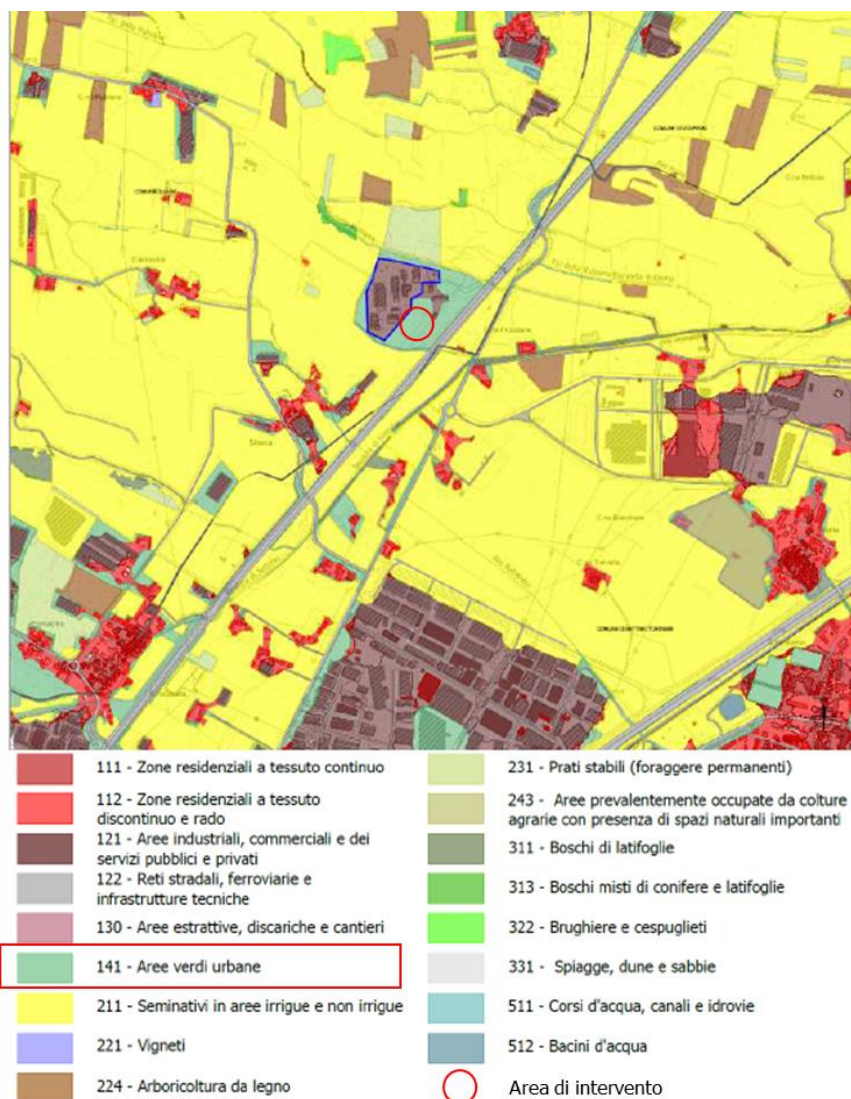 111 - Zone residenziali a tessuto continuo
112 - Zone residenziali a tessuto
discontinuo e rado
121 - Aree industriali, commerciali e dei
servizi pubblici e privati
122 - Reti stradali, ferroviarie e
infrastrutture tecniche
130 - Aree estrattive, discariche e cantieri
141 - Aree verdi urbane
211 - Seminativi in aree irrigue e non irrigue
221 - Vigneti
224 - Arboricoltura da legno
231 - Prati stabili (foraggere permanenti)
243 - Aree prevalentemente occupate da colture
agrarie con presenza di spazi naturali importanti
311 - Boschi di latifoglie
313 - Boschi misti di conifere e latifoglie
322 - Brughiere e cespuglieti
331 - Spiagge, dune e sabbie
511 - Corsi d'acqua, canali e idrovie
512 - Bacini d'acqua
Area di intervento